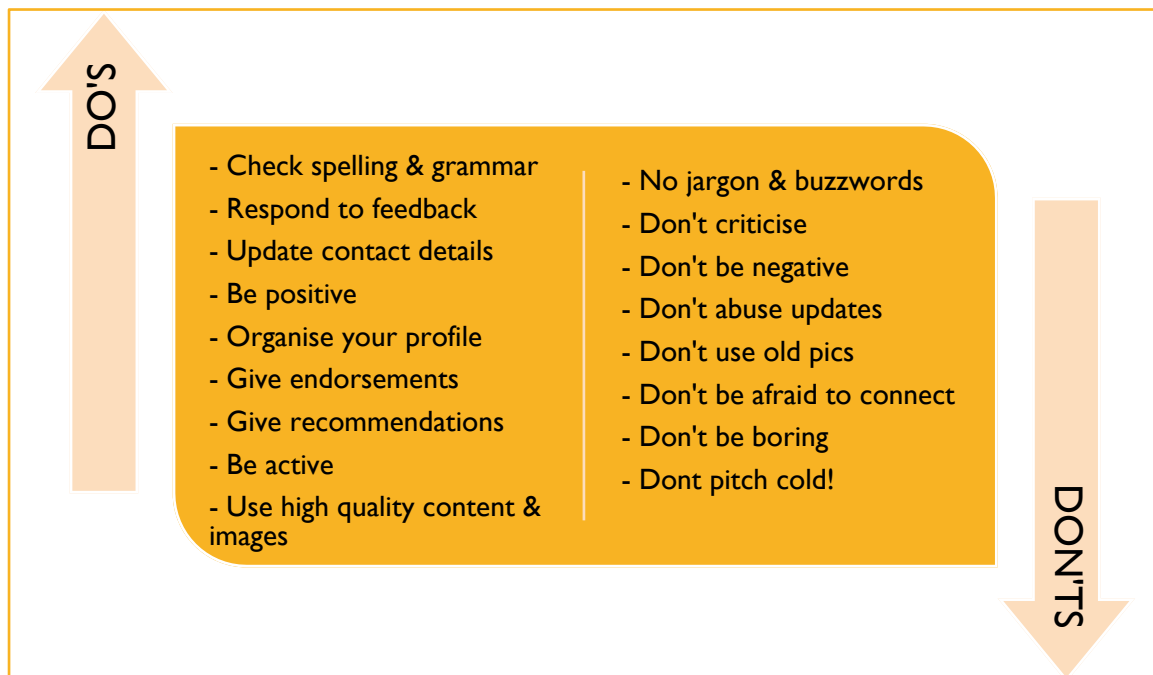 DO'S
- Check spelling & grammar
- Respond to feedback
- Update contact details
- Be positive
- Organise your profile
- Give endorsements
- Give recommendations
- Be active
- Use high quality content &
images
- No jargon & buzzwords
- Don't criticise
- Don't be negative
- Don't abuse updates
- Don't use old pics
- Don't be afraid to connect
- Don't be boring
- Dont pitch cold!
DON'TS